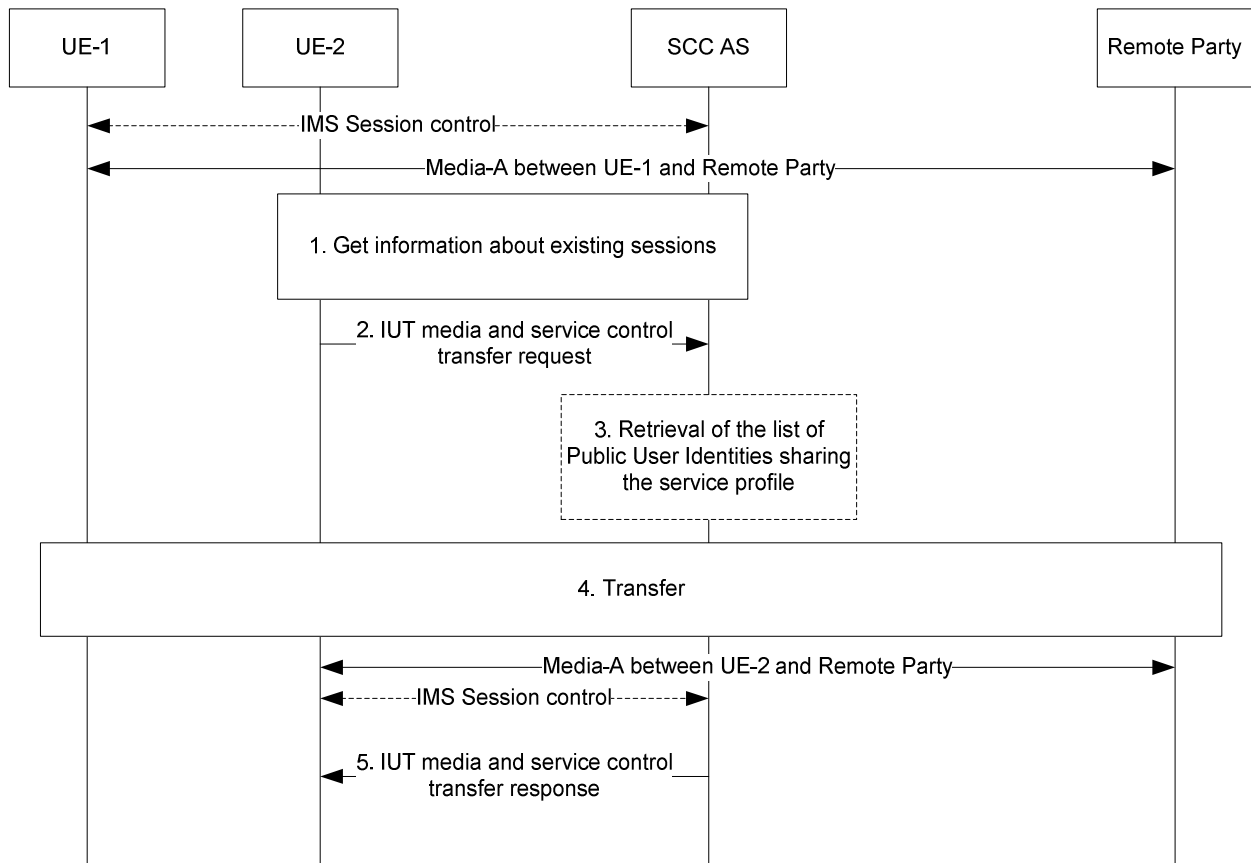 UE-1
UE-2
SCC AS
Remote Party
IMS Session control
Media-A between UE-1 and Remote Party
1. Get information about existing sessions
2. IUT media and service control
transfer request
3. Retrieval of the list of
Public User Identities sharing
the service profile
4. Transfer
Media-A between UE-2 and Remote Party
IMS Session control
5. IUT media and service control
transfer response